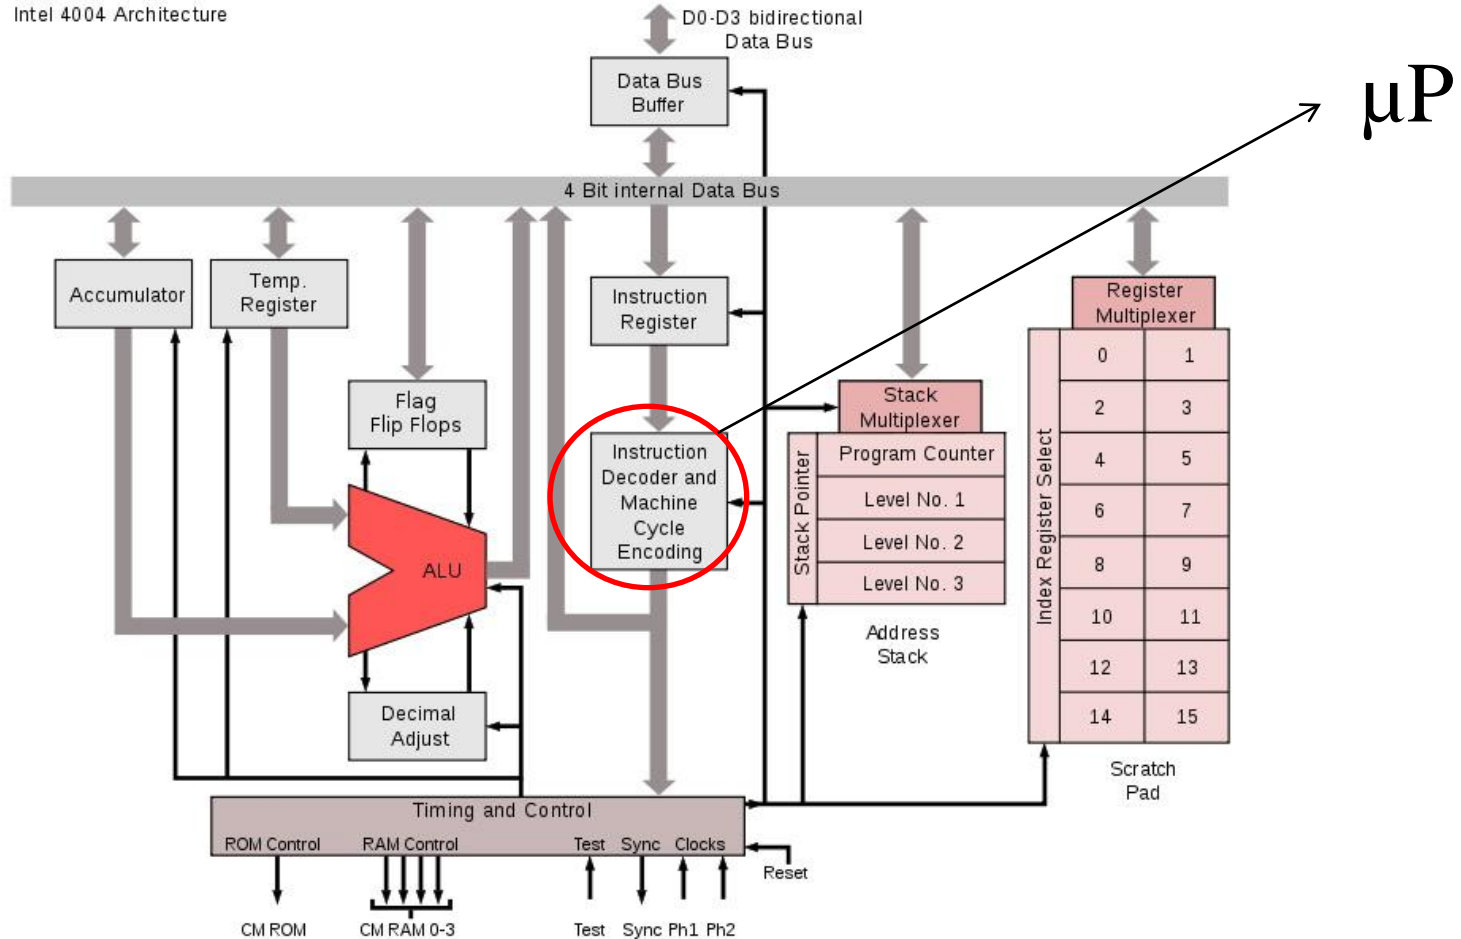 Intel 4004 Architecture
D0-D3 bidirectional
Data Bus
Data Bus
Buffer
μP
4 Bit internal Data Bus
Accumulator
Temp.
Register
Instruction
Register
Register
Multiplexer
Flag
Flip Flops
Stack
Multiplexer
Instruction
Decoder and
Machine
Cycle
Encoding
Stack Pointer
Program Counter
Level No. 1
Level No. 2
Level No. 3
Address
Stack
Index Register Select
0 1
2 3
4 5
6 7
8 9
10 11
12 13
14 15
Scratch
Pad
ALU
Decimal
Adjust
Timing and Control
ROM Control RAM Control Test Sync Clocks
Reset
CM ROM CM RAM 0-3 Test Sync Ph1 Ph2